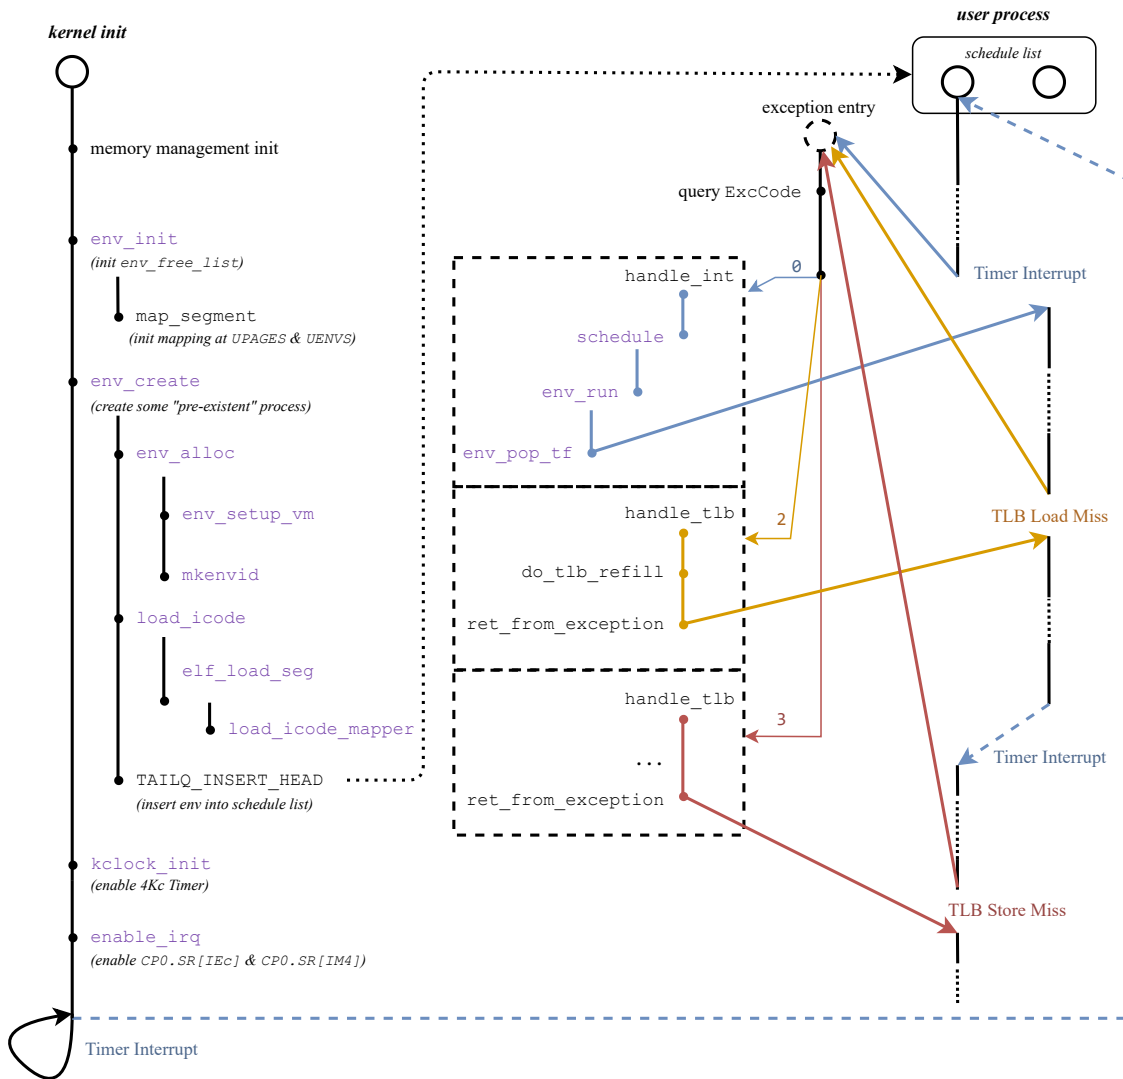 kernel init
memory management init
env_init
(init env_free_list)
map_segment
(init mapping at UPAGES & UENVS)
env_create
(create some "pre-existent" process)
env_alloc
env_setup_vm
mkenvid
load_icode
elf_load_seg
load_icode_mapper
TAILQ_INSERT_HEAD
(insert env into schedule list)
kclock_init
(enable 4Kc Timer)
enable_irq
(enable CP0.SR[IEc] & CP0.SR[IM4])
Timer Interrupt
exception entry
query ExcCode
0
handle_int
schedule
env_run
env_pop_tf
2
handle_tlb
do_tlb_refill
ret_from_exception
3
handle_tlb
...
ret_from_exception
user process
schedule list
Timer Interrupt
TLB Load Miss
Timer Interrupt
TLB Store Miss